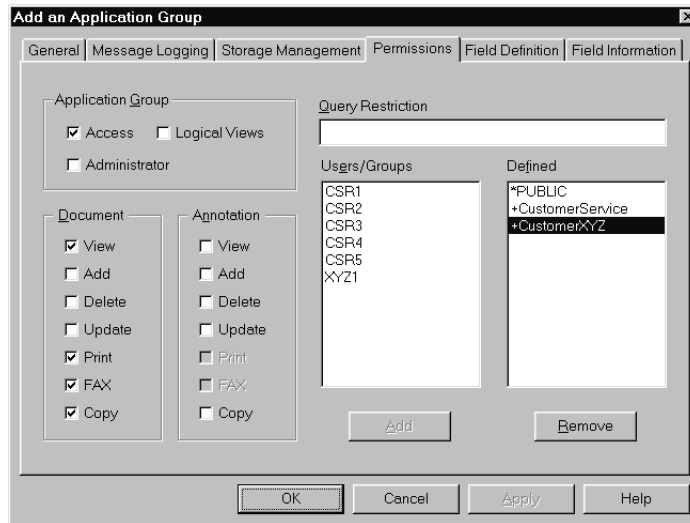 Add an Application Group
General
Message Logging
Storage Management
Permissions
Field Definition
Field Information
Application Group
Access
Logical Views
Administrator
Query Restriction
Users/Groups
CSR1
CSR2
CSR3
CSR4
CSR5
XYZ1
Defined
*PUBLIC
+CustomerService
+CustomerXYZ
Document
View
Add
Delete
Update
Print
FAX
Copy
Annotation
View
Add
Delete
Update
Print
FAX
Copy
Add
Remove
OK
Cancel
Apply
Help